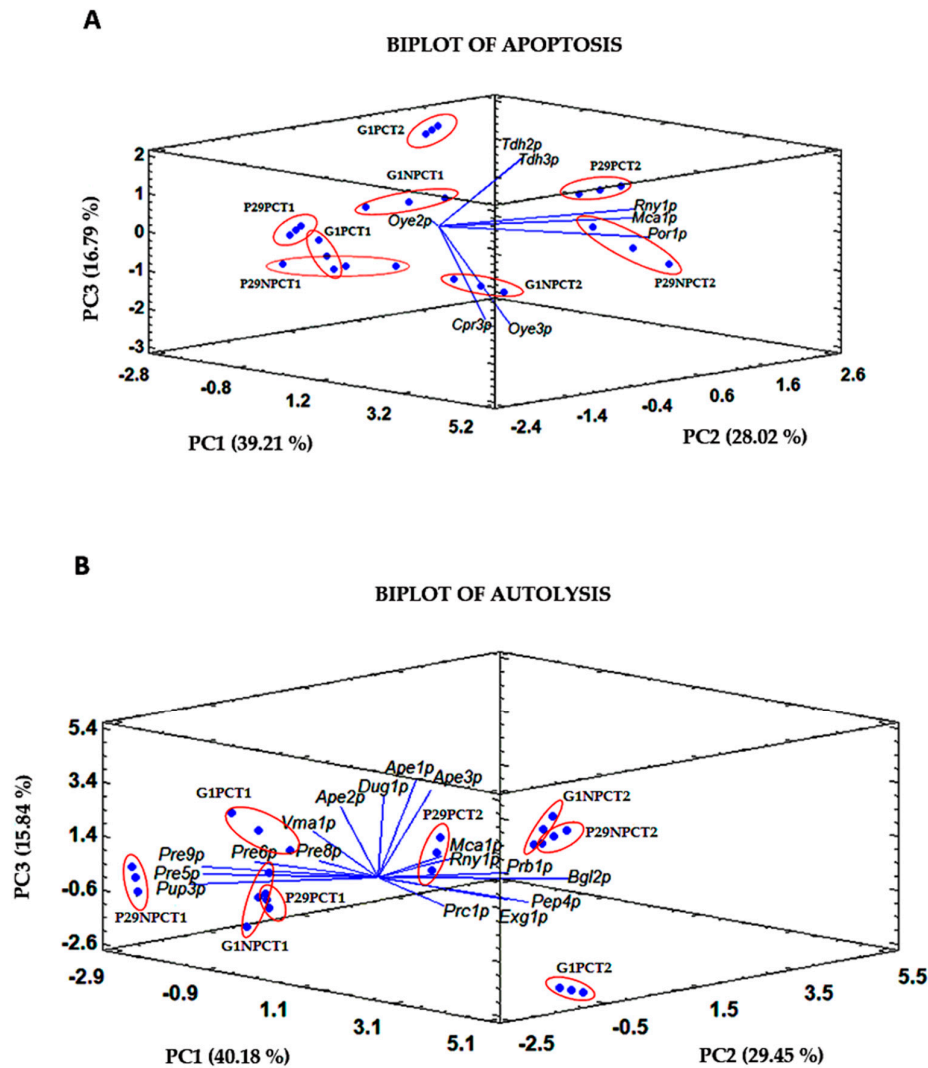 A
BIPLOT OF APOPTOSIS
G1PCT2
Tdh2p
Tdh3p
P29PCT2
G1NPCT1
Rny1p
Mca1p
Oye2p
P29PCT1
G1PCT1
Por1p
P29NPCT1
P29NPCT2
G1NPCT2
Cpr3p
Oye3p
2
1
0
-1
-2
-3
PC3 (16.79 %)
-2.8
-0.8
1.2
3.2
5.2
PC1 (39.21 %)
-2.4
-1.4
-0.4
0.6
1.6
2.6
PC2 (28.02 %)
B
BIPLOT OF AUTOLYSIS
5.4
3.4
1.4
-0.6
-2.6
PC3 (15.84 %)
G1PCT1
Ape1p
Ape3p
Dug1p
Ape2p
G1NPCT2
P29PCT2
P29NPCT2
Vma1p
Mca1p
Pre9p
Pre6p
Pre8p
Rny1p
Prb1p
Pre5p
Bgl2p
Pup3p
P29PCT1
Pep4p
P29NPCT1
Prc1p
Exg1p
G1NPCT1
G1PCT2
-2.9
-0.9
1.1
3.1
5.1
PC1 (40.18 %)
-2.5
-0.5
1.5
3.5
5.5
PC2 (29.45 %)